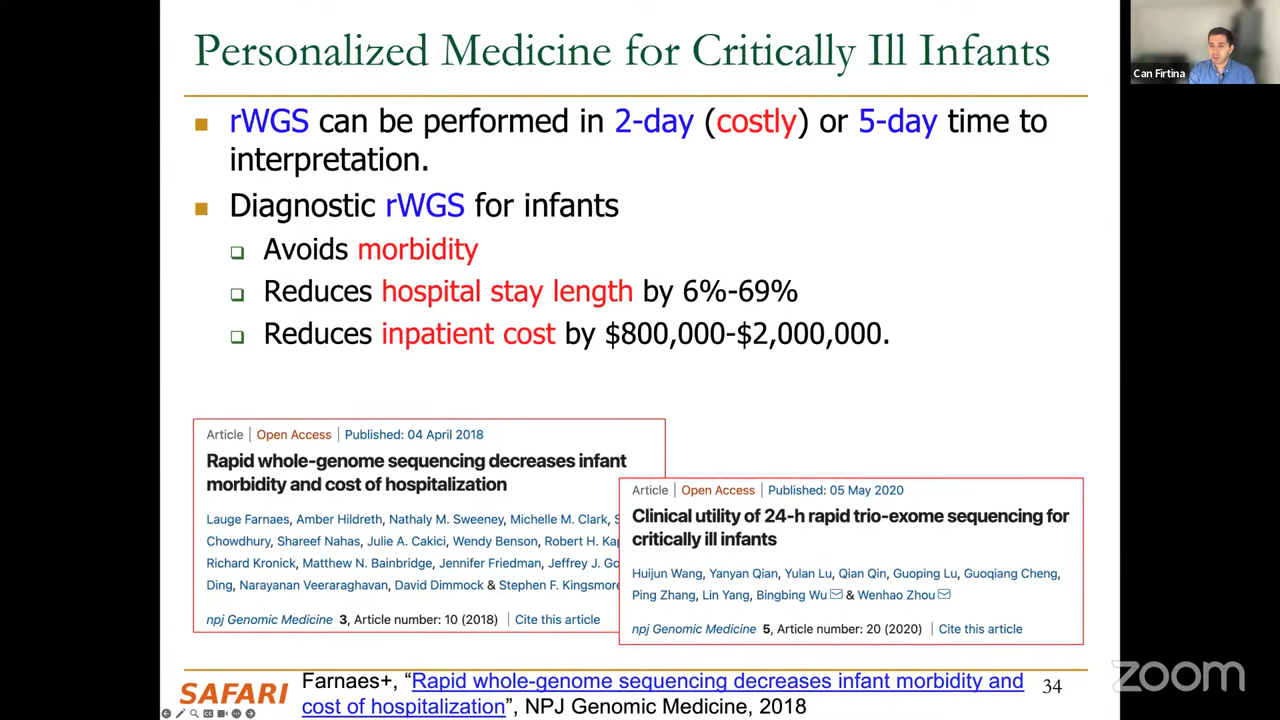 Personalized Medicine for Critically Ill Infants
Can Firtina
rWGS can be performed in 2-day (costly) or 5-day time to
interpretation.
Diagnostic rWGS for infants
Avoids morbidity
Reduces hospital stay length by 6%-69%
Reduces inpatient cost by $800,000-$2,000,000.
Article | Open Access | Published: 04 April 2018
Rapid whole-genome sequencing decreases infant
morbidity and cost of hospitalization
Lauge Farnaes, Amber Hildreth, Nathaly M. Sweeney, Michelle M. Clark,
Chowdhury, Shareef Nahas, Julie A. Cakici, Wendy Benson, Robert H.
Richard Kronick, Matthew N. Bainbridge, Jennifer Friedman, Jeffrey J.
Ding, Narayanan Veeraraghavan, David Dimmock & Stephen F.
npj Genomic Medicine 3, Article number: 10 (2018) | Cite this article
Article | Open Access | Published: 05 May 2020
Clinical utility of 24-h rapid trio-exome sequencing for
critically ill infants
Huijun Wang, Yanyan Qian, Yulan Lu, Qian Qin, Guoping Lu, Guoqiang Cheng,
Ping Zhang, Lin Yang, Bingbing Wu & Wenhao Zhou
npj Genomic Medicine 5, Article number: 20 (2020) | Cite this article
SAFARI
Farnaes+, “Rapid whole-genome sequencing decreases infant morbidity and
cost of hospitalization”, NPJ Genomic Medicine, 2018
34
zoom